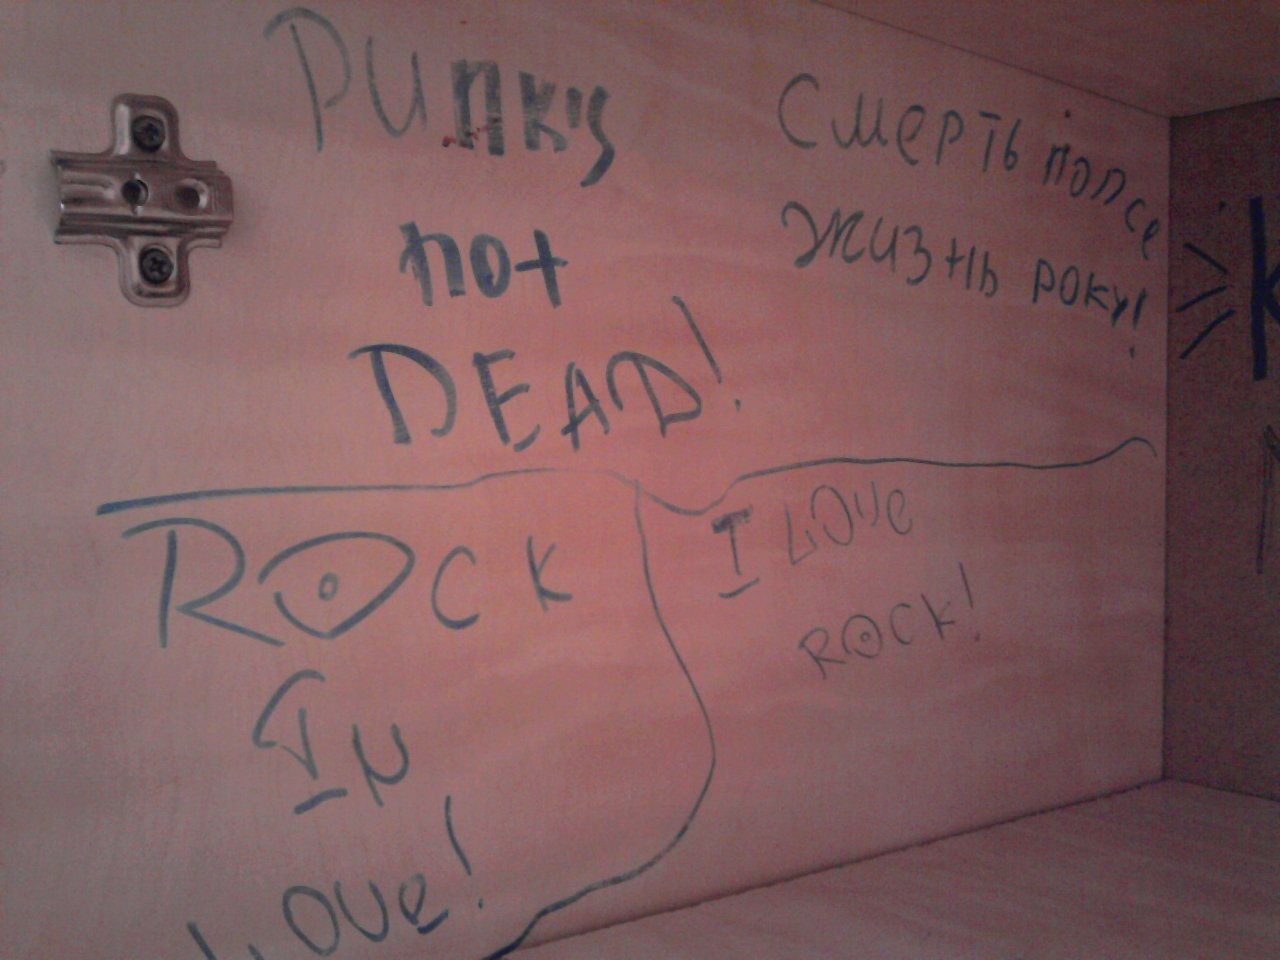 PUNK'S
not
DEAD!
Смерть попсе
жизнь року!
ROCK
IN
LOVe!
I LOVe
ROCK!